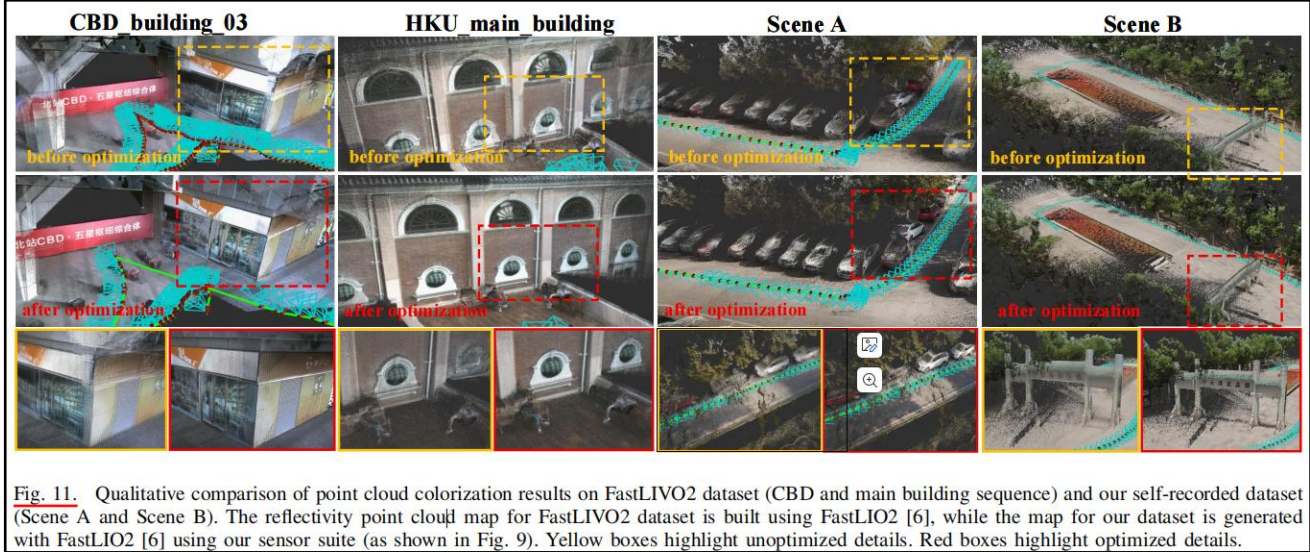 CBD_building_03
HKU_main_building
Scene A
Scene B
北站CBD·五星枢纽综合体
before optimization
before optimization
before optimization
before optimization
北站CBD·五星枢纽综合体
after optimization
after optimization
after optimization
after optimization
Fig. 11. Qualitative comparison of point cloud colorization results on FastLIVO2 dataset (CBD and main building sequence) and our self-recorded dataset
(Scene A and Scene B). The reflectivity point cloud map for FastLIVO2 dataset is built using FastLIO2 [6], while the map for our dataset is generated
with FastLIO2 [6] using our sensor suite (as shown in Fig. 9). Yellow boxes highlight unoptimized details. Red boxes highlight optimized details.